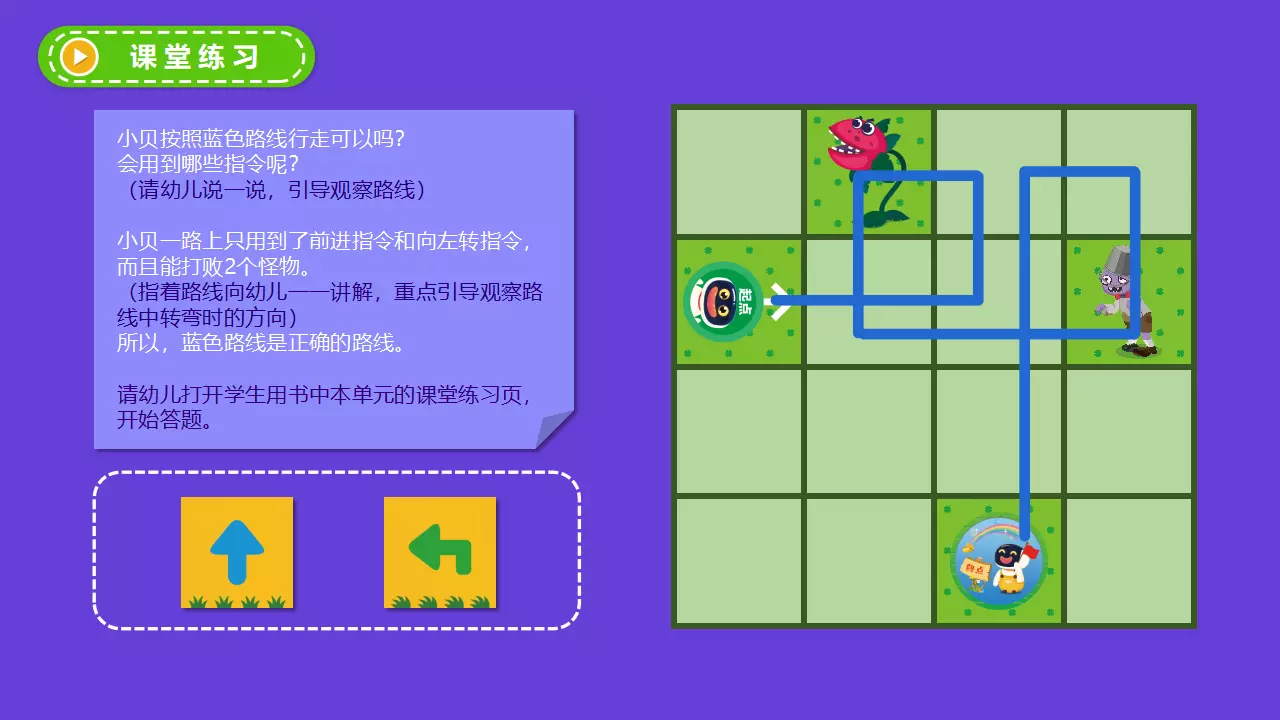 课堂练习
小贝按照蓝色路线行走可以吗？
会用到哪些指令呢？
（请幼儿说一说，引导观察路线）
小贝一路上只用到了前进指令和向左转指令，
而且能打败2个怪物。
（指着路线向幼儿一一讲解，重点引导观察路
线中转弯时的方向）
所以，蓝色路线是正确的路线。
请幼儿打开学生用书中本单元的课堂练习页，
开始答题。
起点
终点